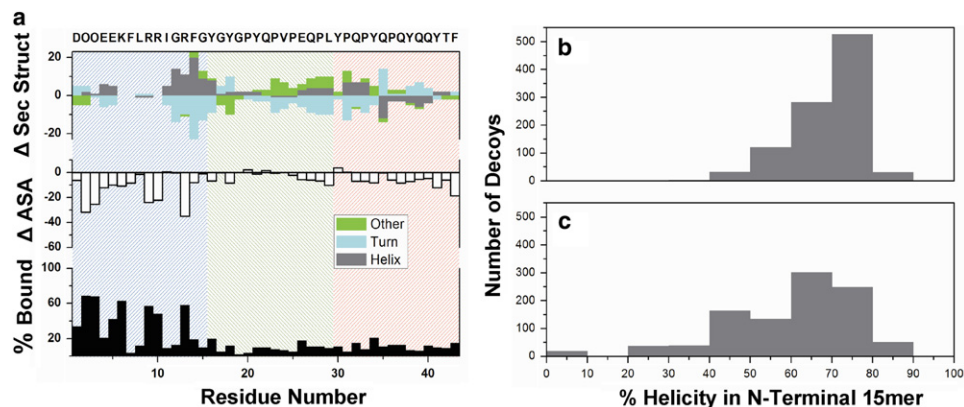 a
DOOEEKFLRRIGRFGYGYGPYQPVPEQPLYPQPYQPQYQQYTF
Δ Sec Struct
20
0
-20
Δ ASA
0
-20
-40
-60
Other
Turn
Helix
% Bound
100
60
20
10
20
30
40
Residue Number
b
500
400
300
200
100
0
c
500
400
300
200
100
0
Number of Decoys
0 10 20 30 40 50 60 70 80 90 100
% Helicity in N-Terminal 15mer